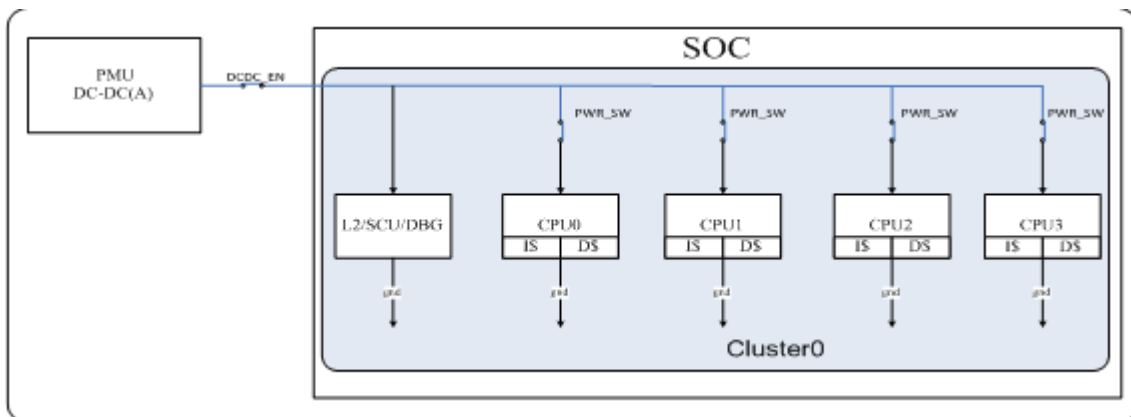 SOC
PMU
DC-DC(A)
DCDC_EN
PWR_SW
PWR_SW
PWR_SW
PWR_SW
L2/SCU/DBG
CPU0
I$ D$
CPU1
I$ D$
CPU2
I$ D$
CPU3
I$ D$
gnd
gnd
gnd
gnd
gnd
Cluster0